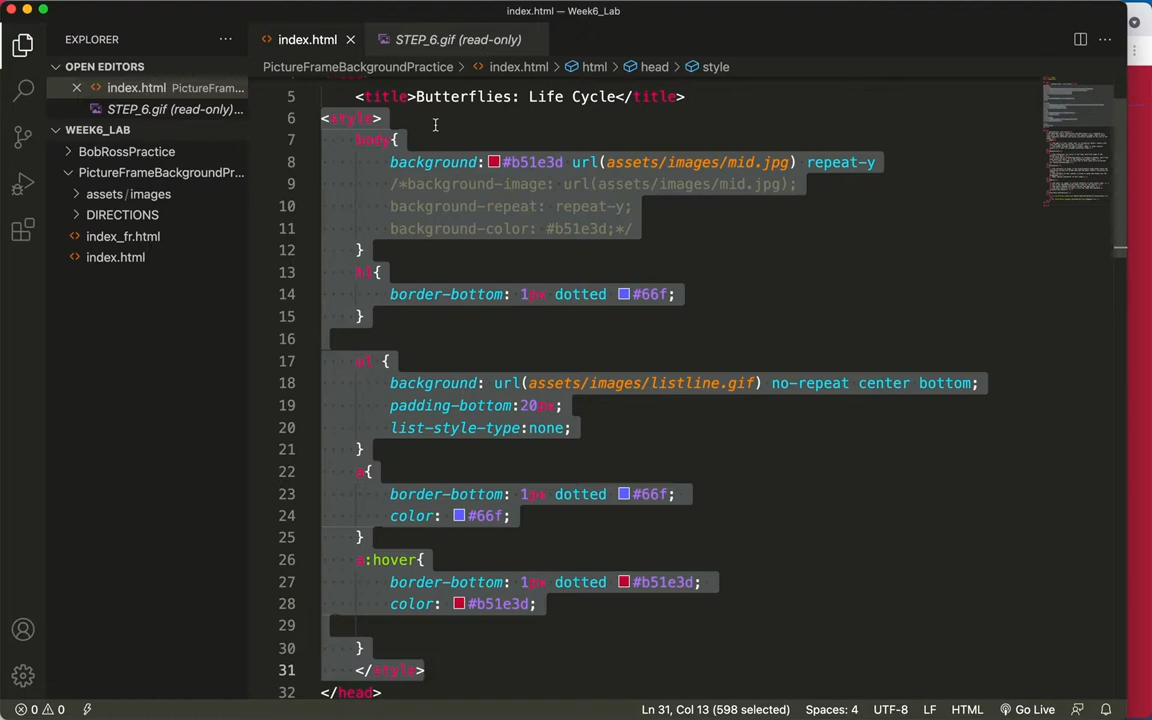 index.html — Week6_Lab
EXPLORER
index.html
STEP_6.gif (read-only)
OPEN EDITORS
index.html PictureFram...
STEP_6.gif (read-only)...
WEEK6_LAB
BobRossPractice
PictureFrameBackgroundPr...
assets/images
DIRECTIONS
index_fr.html
index.html
PictureFrameBackgroundPractice > index.html > html > head > style
5 <title>Butterflies: Life Cycle</title>
6 <style>
7 body{
8 background: #b51e3d url(assets/images/mid.jpg) repeat-y
9 /*background-image: url(assets/images/mid.jpg);
10 background-repeat: repeat-y;
11 background-color: #b51e3d;*/
12 }
13 h1{
14 border-bottom: 1px dotted #66f;
15 }
16
17 ul {
18 background: url(assets/images/listline.gif) no-repeat center bottom;
19 padding-bottom:20px;
20 list-style-type:none;
21 }
22 a{
23 border-bottom: 1px dotted #66f;
24 color: #66f;
25 }
26 a:hover{
27 border-bottom: 1px dotted #b51e3d;
28 color: #b51e3d;
29
30 }
31 </style>
32 </head>
0 0
Ln 31, Col 13 (598 selected)
Spaces: 4
UTF-8
LF
HTML
Go Live